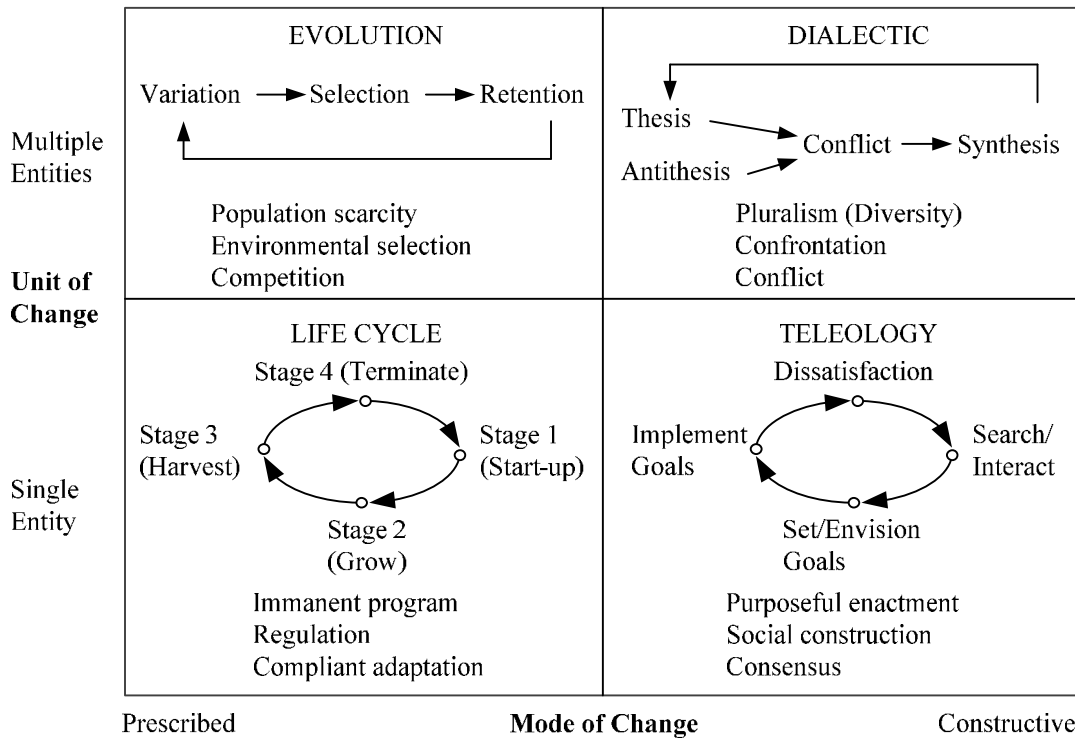 EVOLUTION
Variation Selection Retention
Population scarcity
Environmental selection
Competition
DIALECTIC
Thesis
Antithesis
Conflict Synthesis
Pluralism (Diversity)
Confrontation
Conflict
Multiple
Entities
Unit of
Change
Single
Entity
LIFE CYCLE
Stage 4 (Terminate)
Stage 3
(Harvest)
Stage 1
(Start-up)
Stage 2
(Grow)
Immanent program
Regulation
Compliant adaptation
TELEOLOGY
Dissatisfaction
Implement
Goals
Search/
Interact
Set/Envision
Goals
Purposeful enactment
Social construction
Consensus
Prescribed Mode of Change Constructive